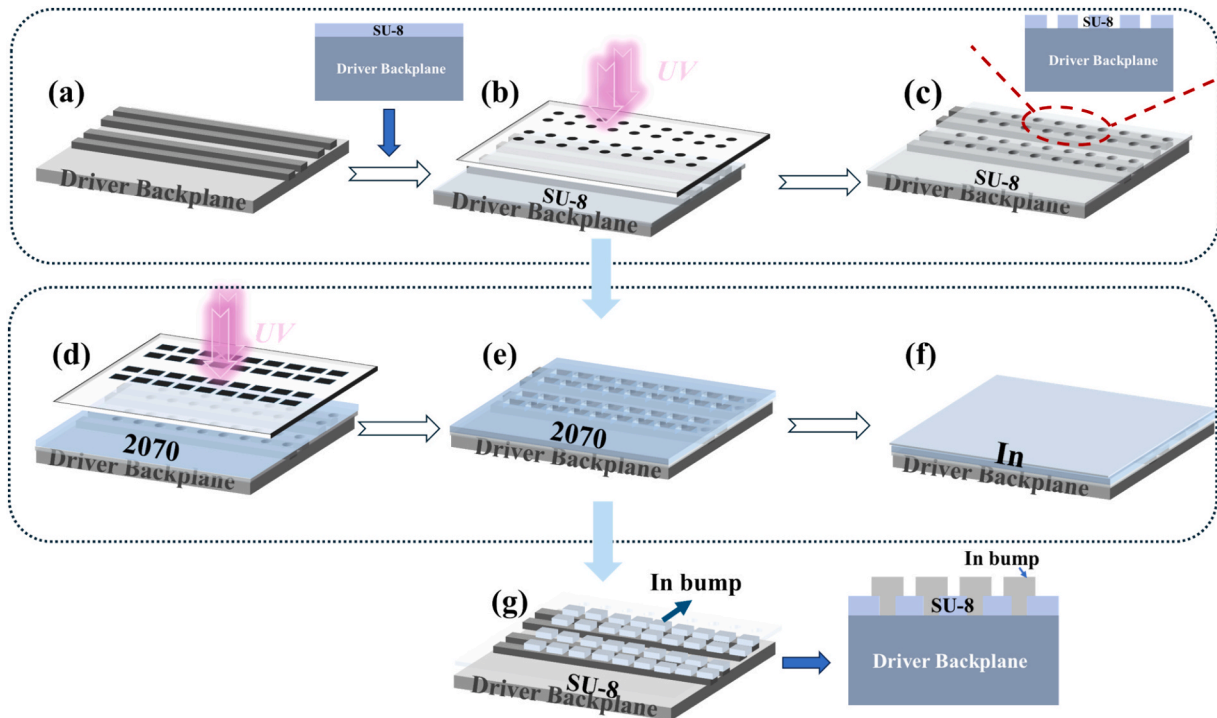 SU-8
Driver Backplane
(a)
Driver Backplane
(b)
UV
SU-8
Driver Backplane
SU-8
Driver Backplane
(c)
SU-8
Driver Backplane
(d)
UV
2070
Driver Backplane
(e)
2070
Driver Backplane
(f)
In
Driver Backplane
(g)
In bump
SU-8
Driver Backplane
In bump
SU-8
Driver Backplane